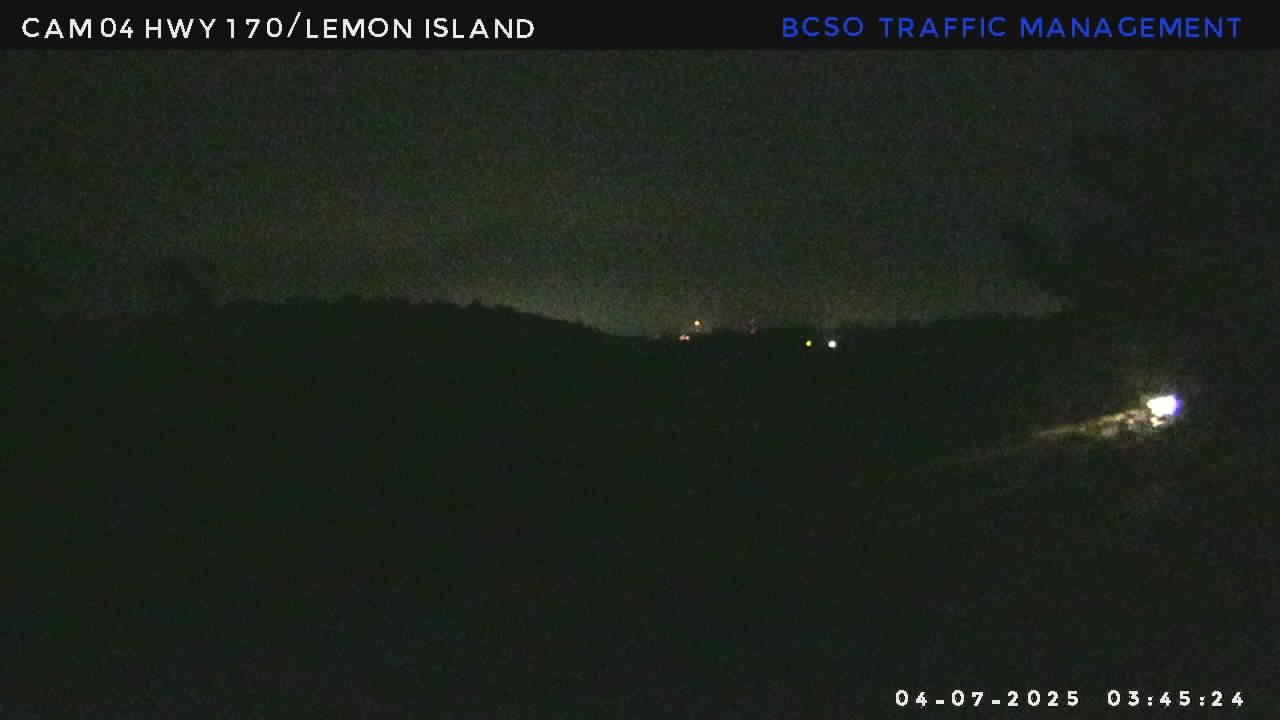 CAM04 HWY 170/LEMON ISLAND
BCSO TRAFFIC MANAGEMENT
04-07-2025 03:45:24